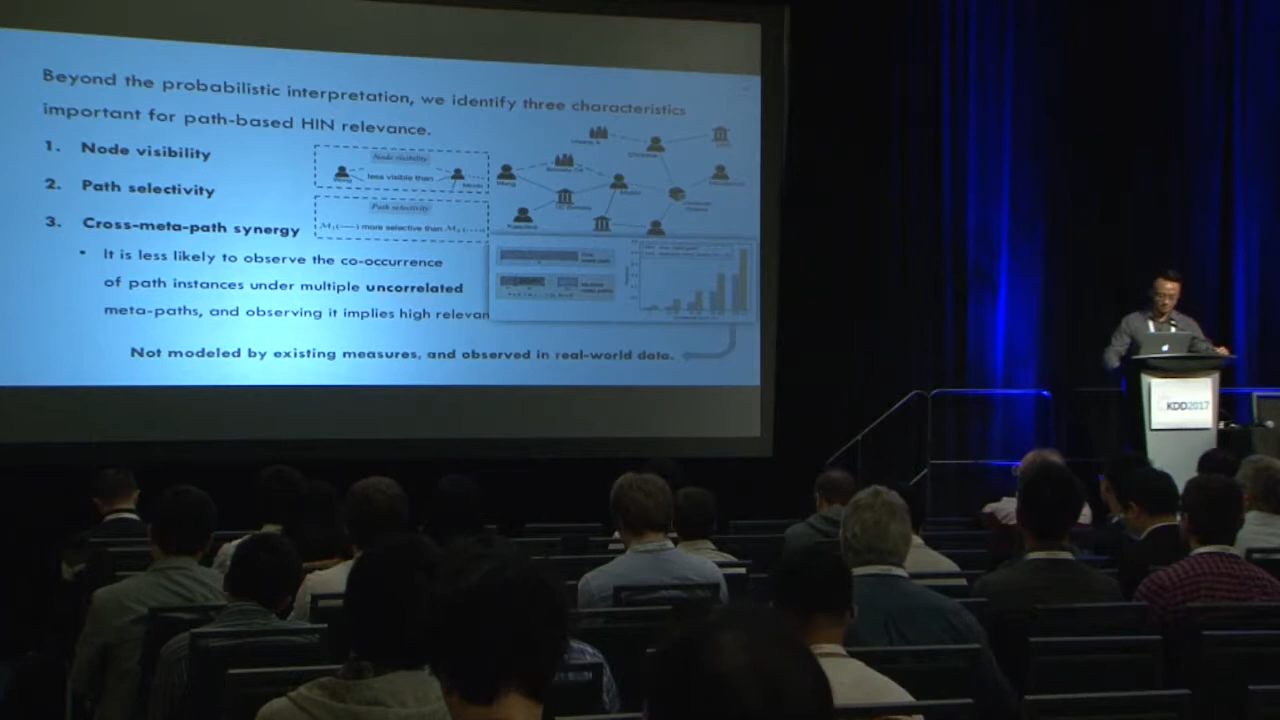 Beyond the probabilistic interpretation, we identify three characteristics
important for path-based HIN relevance.
1. Node visibility
2. Path selectivity
3. Cross-meta-path synergy
• It is less likely to observe the co-occurrence
of path instances under multiple uncorrelated
meta-paths, and observing it implies high relevan
Not modeled by existing measures, and observed in real-world data.
Node visibility
less visible than
Path selectivity
more selective than
KDD2017